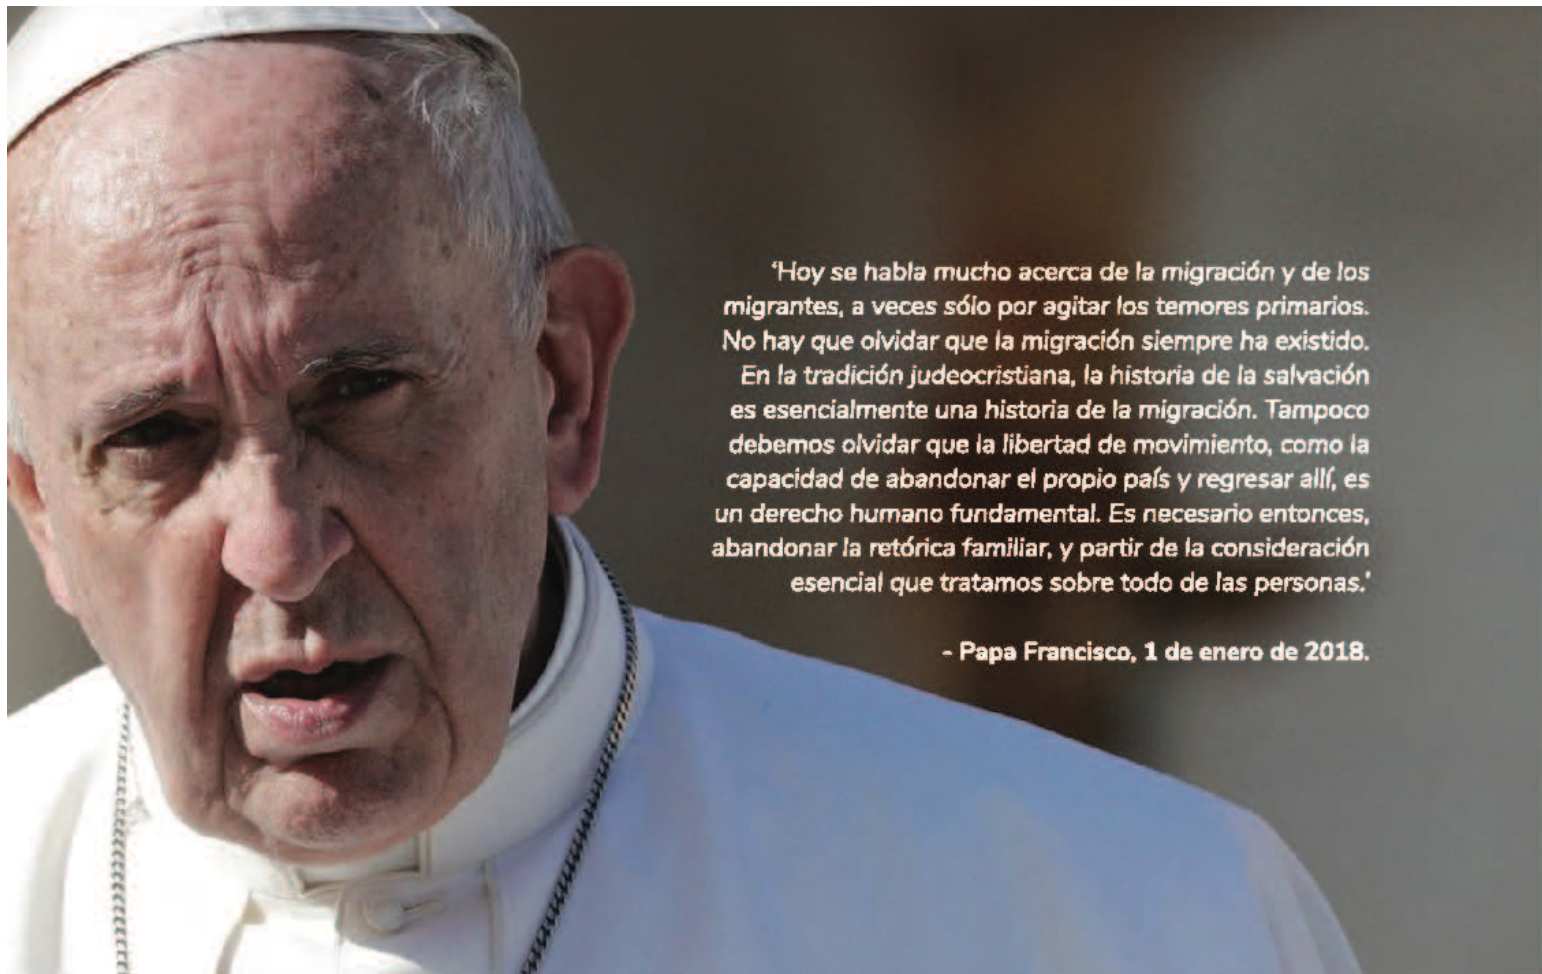 ‘Hoy se habla mucho acerca de la migración y de los
migrantes, a veces sólo por agitar los temores primarios.
No hay que olvidar que la migración siempre ha existido.
En la tradición judeocristiana, la historia de la salvación
es esencialmente una historia de la migración. Tampoco
debemos olvidar que la libertad de movimiento, como la
capacidad de abandonar el propio país y regresar allí, es
un derecho humano fundamental. Es necesario entonces,
abandonar la retórica familiar, y partir de la consideración
esencial que tratamos sobre todo de las personas.’
- Papa Francisco, 1 de enero de 2018.